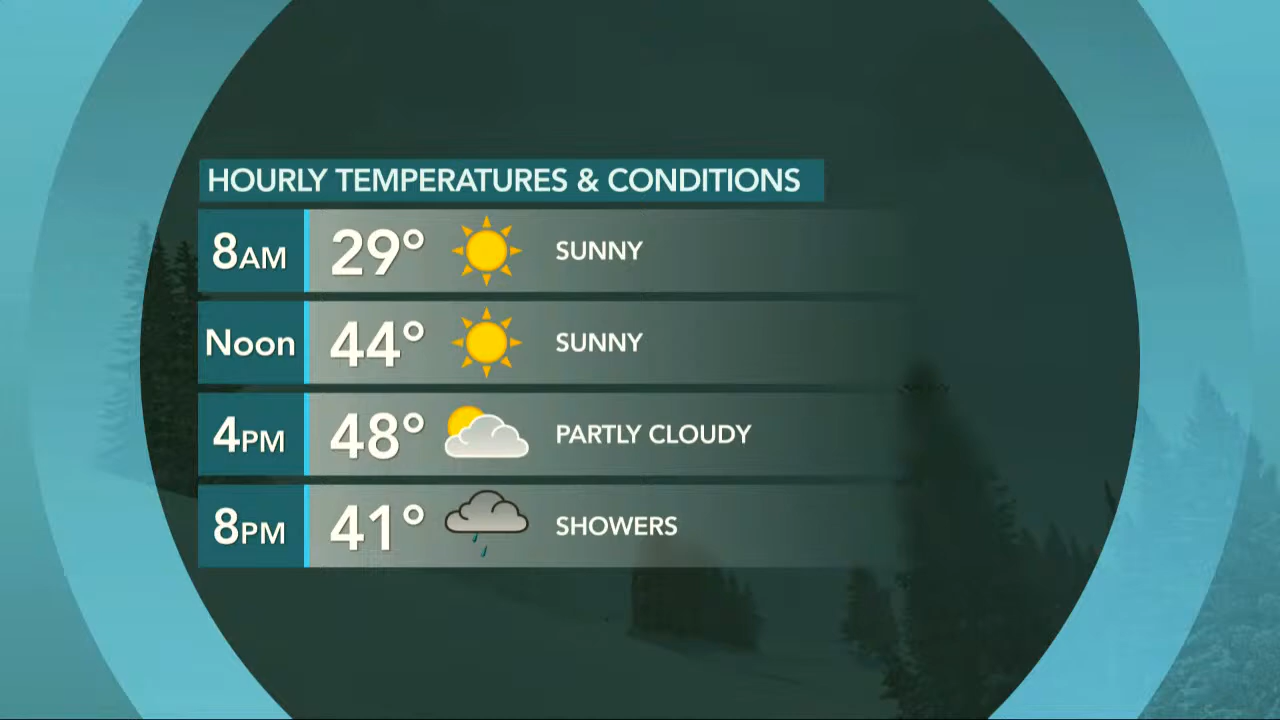 HOURLY TEMPERATURES & CONDITIONS
8AM 29° SUNNY
Noon 44° SUNNY
4PM 48° PARTLY CLOUDY
8PM 41° SHOWERS